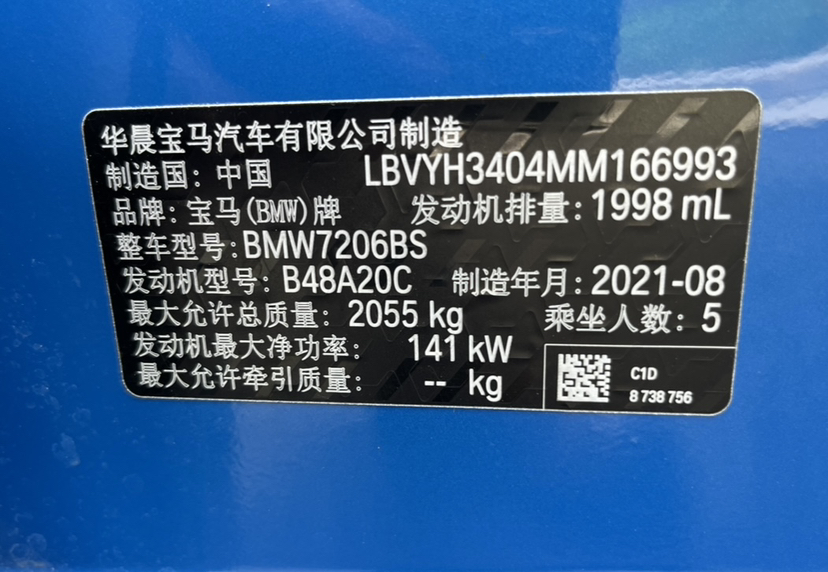 华晨宝马汽车有限公司制造
制造国: 中国 LBVYH3404MM166993
品牌: 宝马(BMW)牌 发动机排量: 1998 mL
整车型号: BMW7206BS
发动机型号: B48A20C 制造年月: 2021-08
最大允许总质量: 2055 kg 乘坐人数: 5
发动机最大净功率: 141 kW
最大允许牵引质量: -- kg
C1D
8 738 756